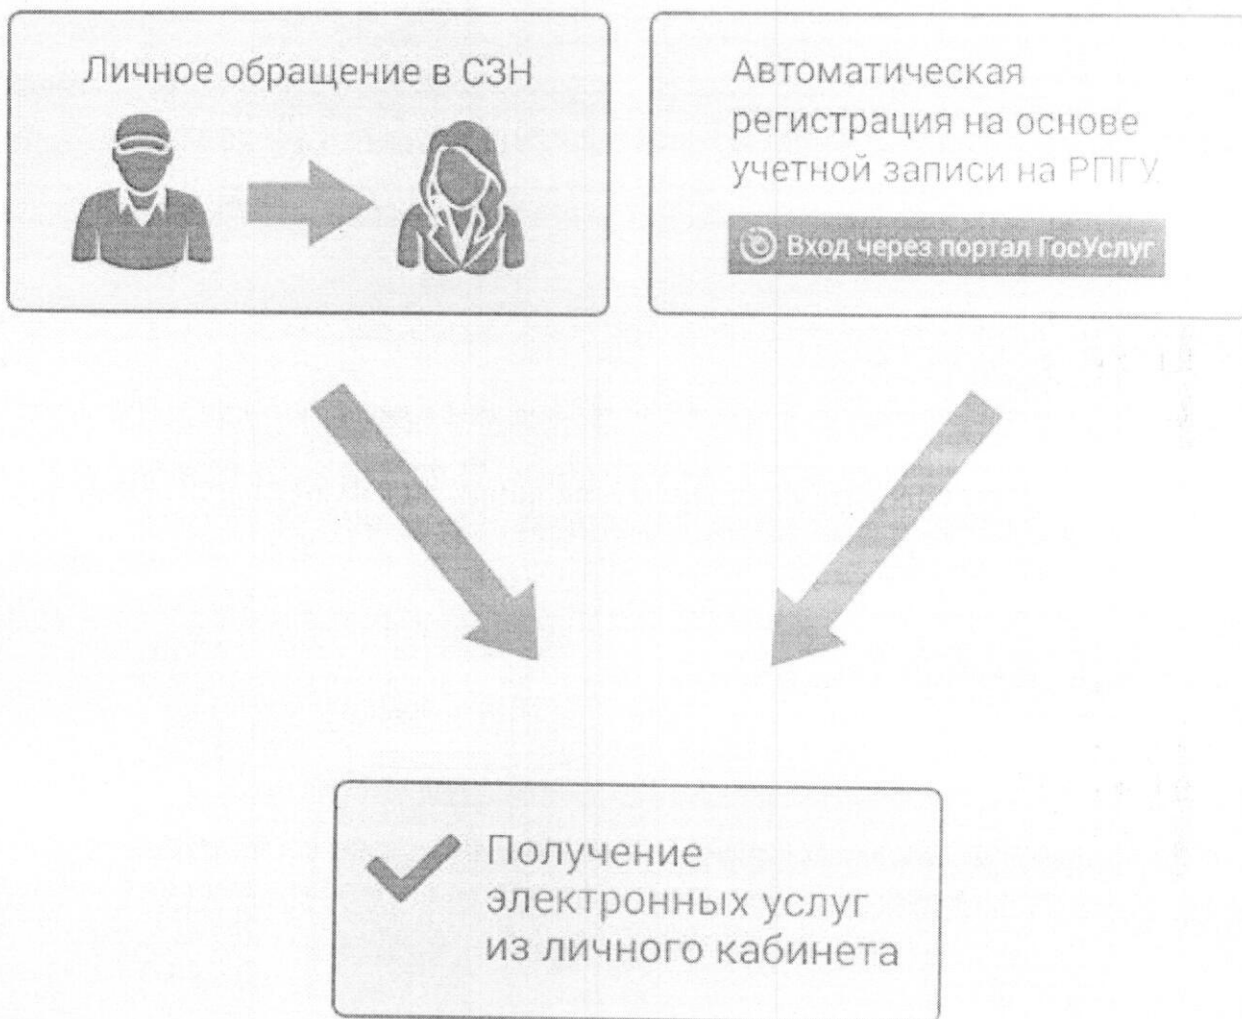 Личное обращение в СЗН
Автоматическая
регистрация на основе
учетной записи на РПГУ.
Вход через портал ГосУслуг
Получение
электронных услуг
из личного кабинета